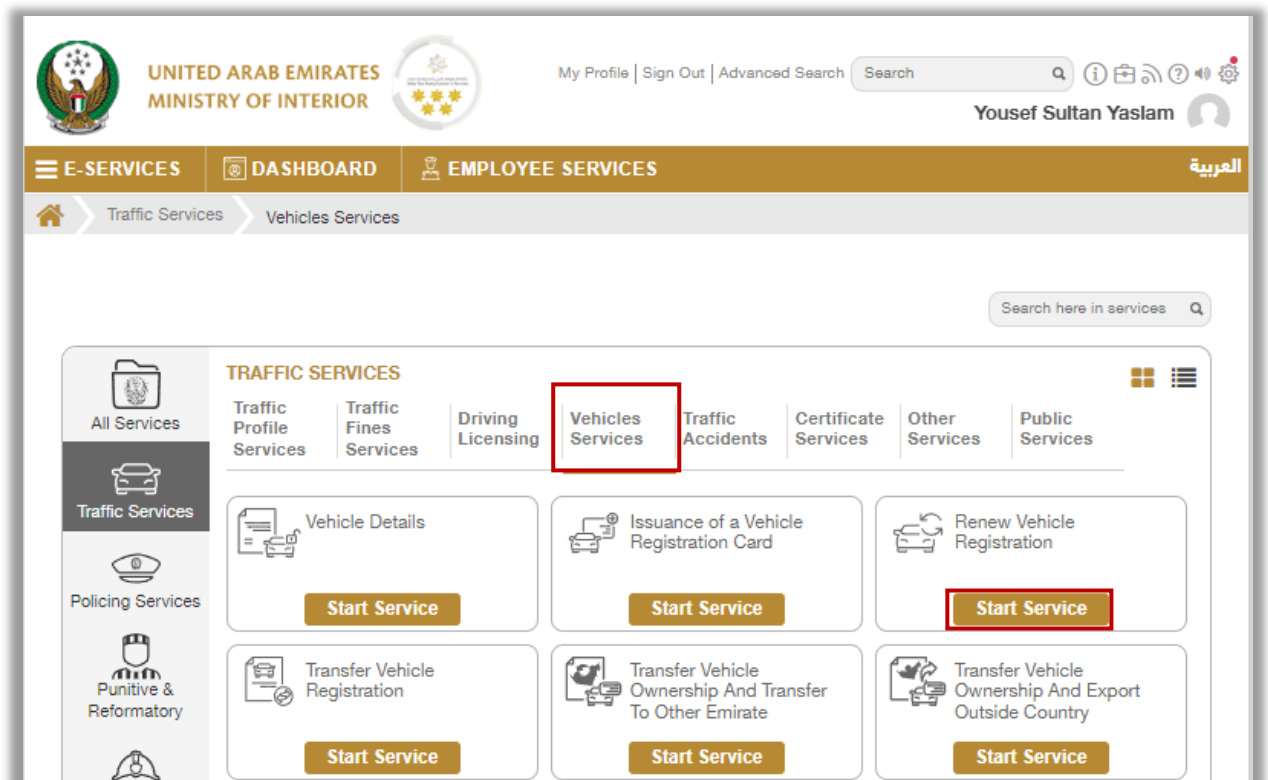 UNITED ARAB EMIRATES
MINISTRY OF INTERIOR
My Profile | Sign Out | Advanced Search
Search
Yousef Sultan Yaslam
E-SERVICES
DASHBOARD
EMPLOYEE SERVICES
العربية
Traffic Services
Vehicles Services
Search here in services
All Services
Traffic Services
Policing Services
Punitive &
Reformatory
TRAFFIC SERVICES
Traffic
Profile
Services
Traffic
Fines
Services
Driving
Licensing
Vehicles
Services
Traffic
Accidents
Certificate
Services
Other
Services
Public
Services
Vehicle Details
Start Service
Issuance of a Vehicle
Registration Card
Start Service
Renew Vehicle
Registration
Start Service
Transfer Vehicle
Registration
Start Service
Transfer Vehicle
Ownership And Transfer
To Other Emirate
Start Service
Transfer Vehicle
Ownership And Export
Outside Country
Start Service